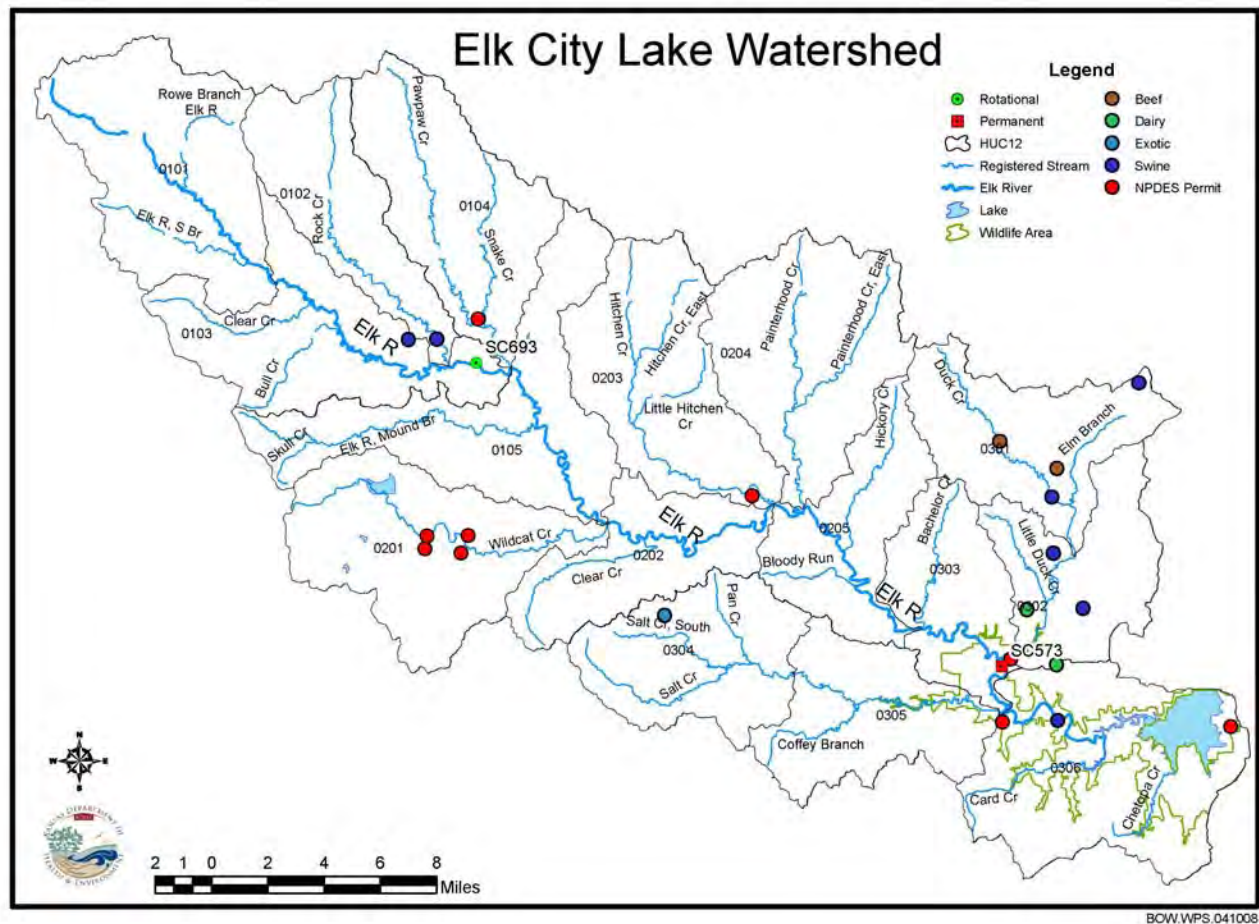 Elk City Lake Watershed
Legend
Rotational
Permanent
HUC12
Registered Stream
Elk River
Lake
Wildlife Area
Beef
Dairy
Exotic
Swine
NPDES Permit
Rowe Branch
Elk R
0101
Elk R, S Br
0102
Rock Cr
Pawpaw Cr
0104
Snake Cr
0103
Clear Cr
Bull Cr
Elk R
SC693
Skull Cr
Elk R, Mound Br
0105
0201
Wildcat Cr
Hitchen Cr
Hitchen Cr, East
0203
Little Hitchen
Cr
0204
Painterhood Cr
Painterhood Cr, East
Hickory Cr
Duck Cr
0301
Elm Branch
Elk R
0202
Clear Cr
0205
Bloody Run
Bachelor Cr
0303
Little Duck Cr
0302
Elk R
Pan Cr
Salt Cr, South
0304
Salt Cr
SC573
0305
Coffey Branch
0306
Card Cr
Chetopa Cr
N
W
E
S
KANSAS DEPARTMENT OF
HEALTH & ENVIRONMENT
2 1 0 2 4 6 8
Miles
BOW.WPS.041008